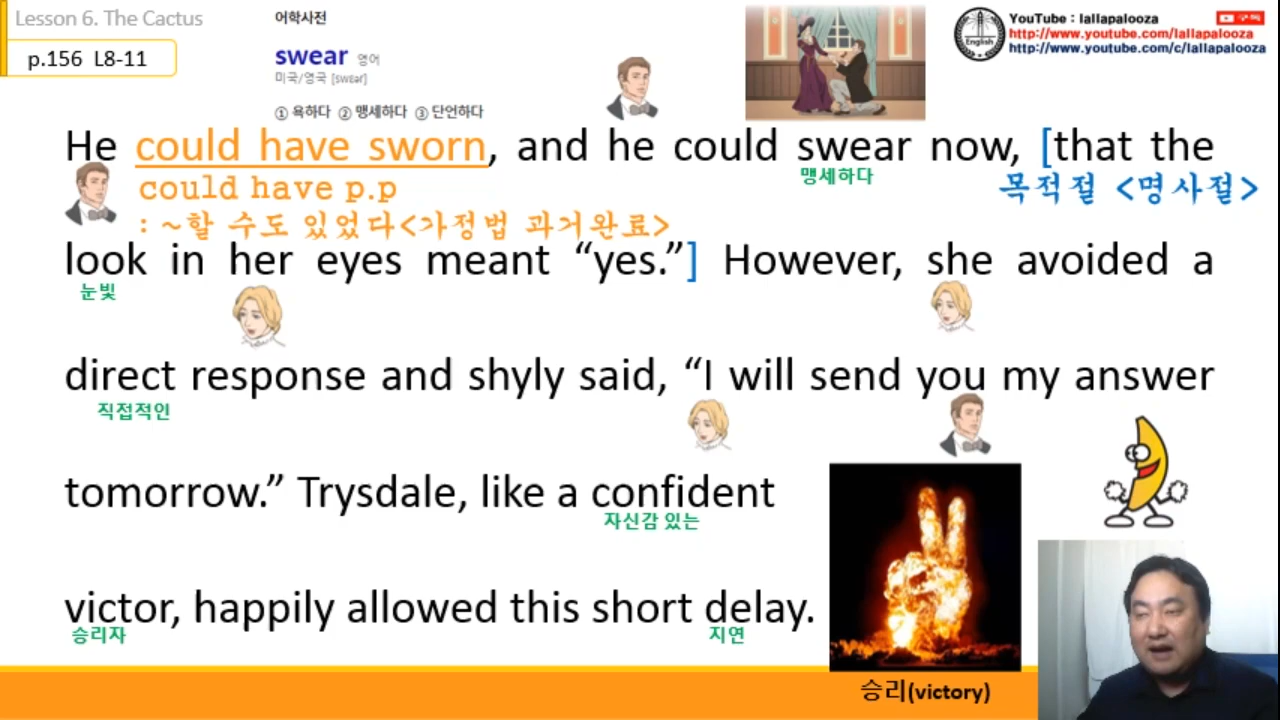 Lesson 6. The Cactus
p.156 L8-11
어학사전
swear 영어
미국/영국 [swɛər]
① 욕하다 ② 맹세하다 ③ 단언하다
English
YouTube : lallapalooza
구독
http://www.youtube.com/lallapalooza
http://www.youtube.com/c/lallapalooza
He could have sworn, and he could swear now, [that the
맹세하다
could have p.p
목적절 <명사절>
: ~할 수도 있었다<가정법 과거완료>
look in her eyes meant “yes.”] However, she avoided a
눈빛
direct response and shyly said, “I will send you my answer
직접적인
tomorrow.” Trysdale, like a confident
자신감 있는
victor, happily allowed this short delay.
승리자 지연
승리(victory)